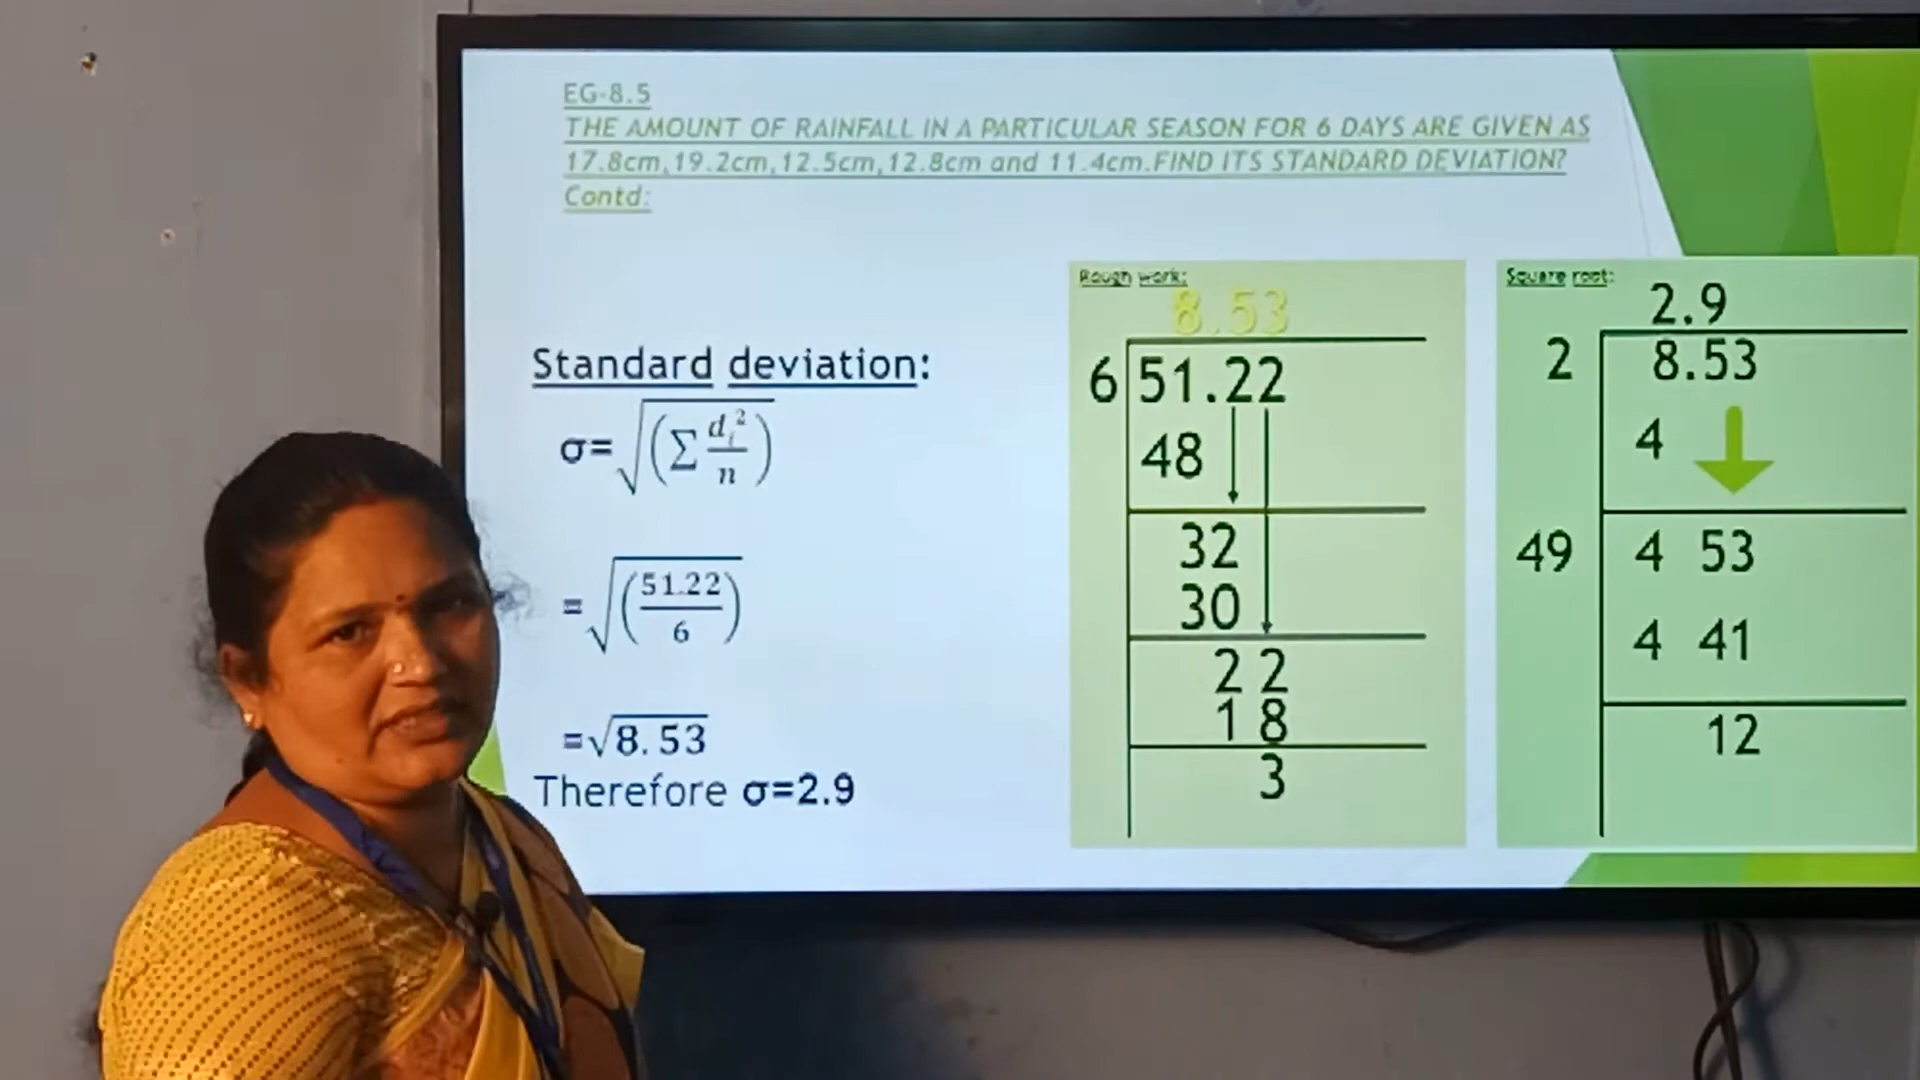 EG-8.5
THE AMOUNT OF RAINFALL IN A PARTICULAR SEASON FOR 6 DAYS ARE GIVEN AS
17.8cm,19.2cm,12.5cm,12.8cm and 11.4cm.FIND ITS STANDARD DEVIATION?
Contd:
Standard deviation:
σ=√(∑ dᵢ²/n)
=√(51.22/6)
=√8.53
Therefore σ=2.9
Rough work:
8.53
6 51.22
48
32
30
22
18
3
Square root:
2.9
2 8.53
4
49 4 53
4 41
12